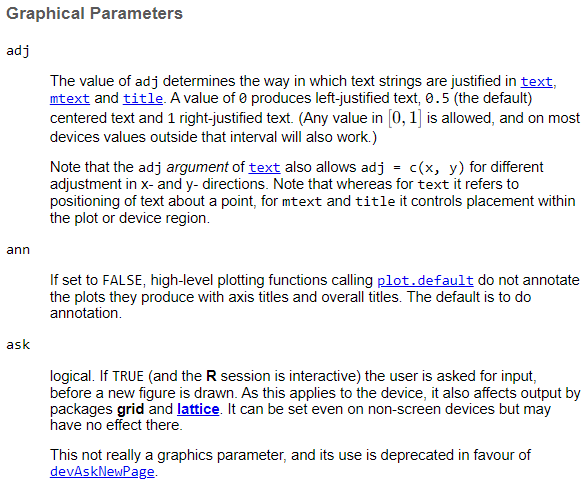 Graphical Parameters
adj
The value of adj determines the way in which text strings are justified in text,
mtext and title. A value of 0 produces left-justified text, 0.5 (the default)
centered text and 1 right-justified text. (Any value in [0, 1] is allowed, and on most
devices values outside that interval will also work.)
Note that the adj argument of text also allows adj = c(x, y) for different
adjustment in x- and y- directions. Note that whereas for text it refers to
positioning of text about a point, for mtext and title it controls placement within
the plot or device region.
ann
If set to FALSE, high-level plotting functions calling plot.default do not annotate
the plots they produce with axis titles and overall titles. The default is to do
annotation.
ask
logical. If TRUE (and the R session is interactive) the user is asked for input,
before a new figure is drawn. As this applies to the device, it also affects output by
packages grid and lattice. It can be set even on non-screen devices but may
have no effect there.
This not really a graphics parameter, and its use is deprecated in favour of
devAskNewPage.